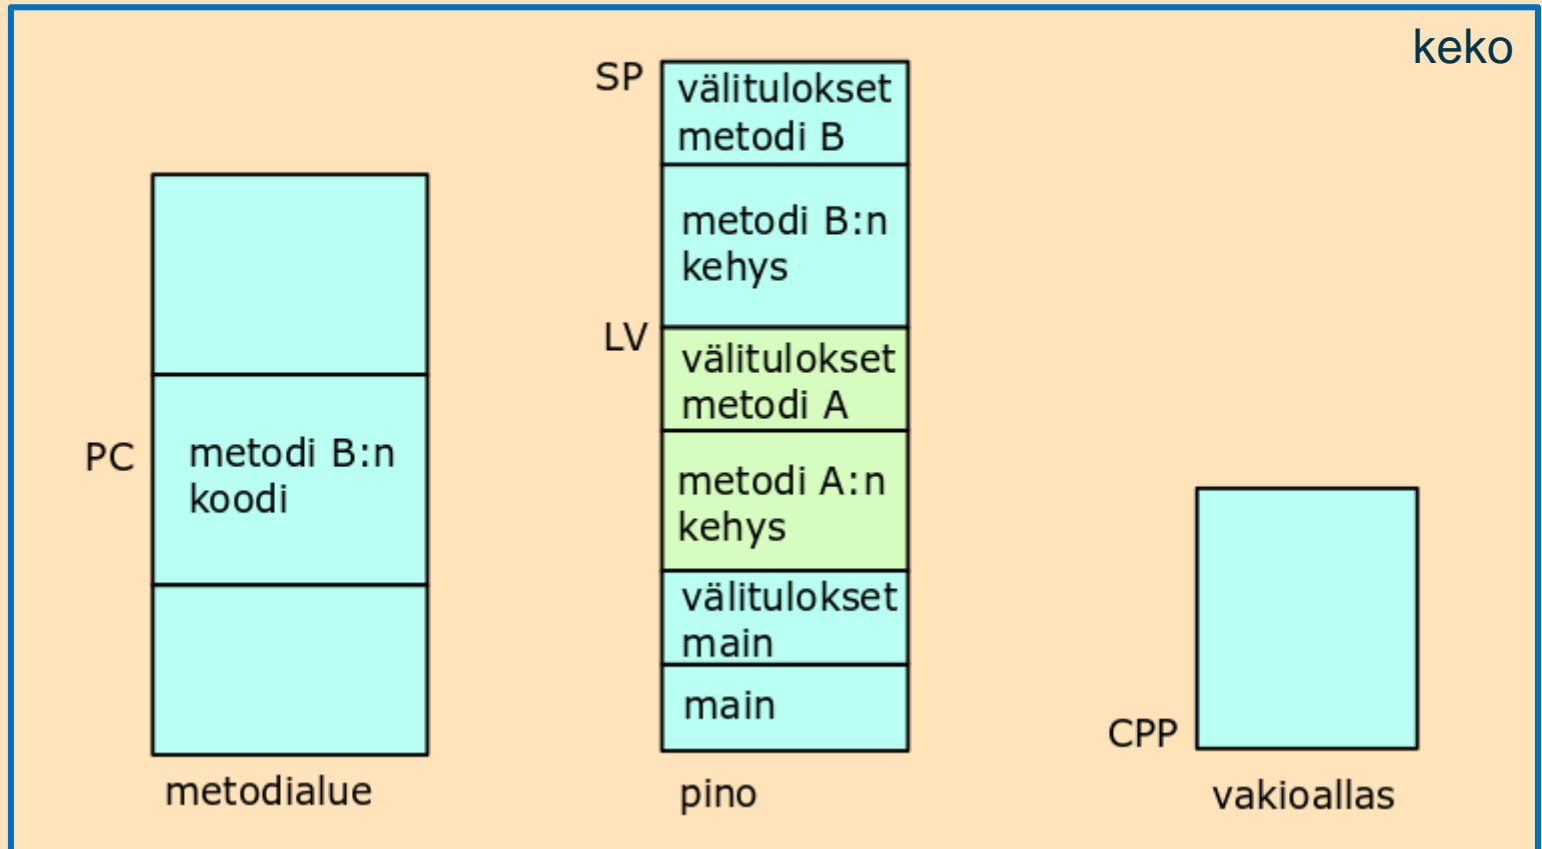 keko
SP
välitulokset
metodi B
metodi B:n
kehys
LV
välitulokset
metodi A
PC
metodi B:n
koodi
metodi A:n
kehys
välitulokset
main
main
CPP
metodialue
pino
vakioallas